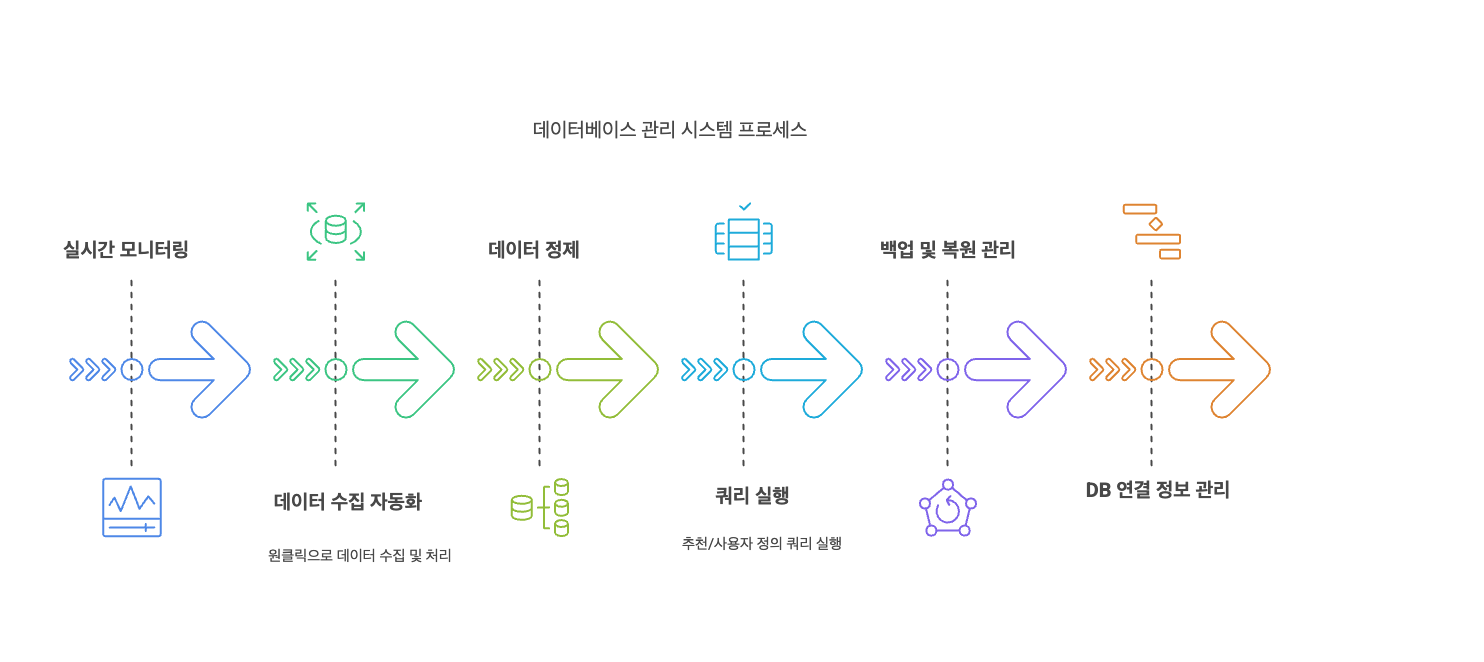 데이터베이스 관리 시스템 프로세스
실시간 모니터링
데이터 수집 자동화
원클릭으로 데이터 수집 및 처리
데이터 정제
쿼리 실행
추천/사용자 정의 쿼리 실행
백업 및 복원 관리
DB 연결 정보 관리